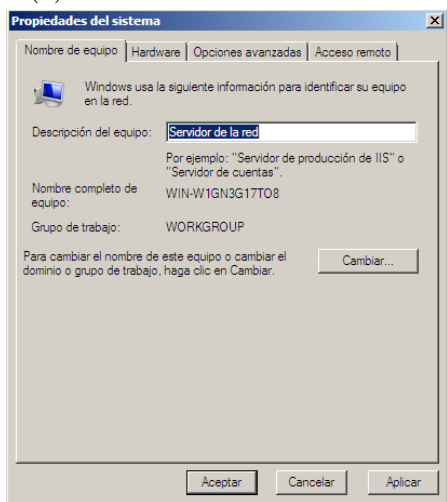 Propiedades del sistema
Nombre de equipo Hardware Opciones avanzadas Acceso remoto
Windows usa la siguiente información para identificar su equipo
en la red.
Descripción del equipo: Servidor de la red
Por ejemplo: "Servidor de producción de IIS" o
"Servidor de cuentas".
Nombre completo de
equipo:
WIN-W1GN3G17TO8
Grupo de trabajo: WORKGROUP
Para cambiar el nombre de este equipo o cambiar el
dominio o grupo de trabajo, haga clic en Cambiar.
Cambiar...
Aceptar Cancelar Aplicar